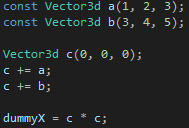 const Vector3d a(1, 2, 3);
const Vector3d b(3, 4, 5);
Vector3d c(0, 0, 0);
c += a;
c += b;
dummyX = c * c;